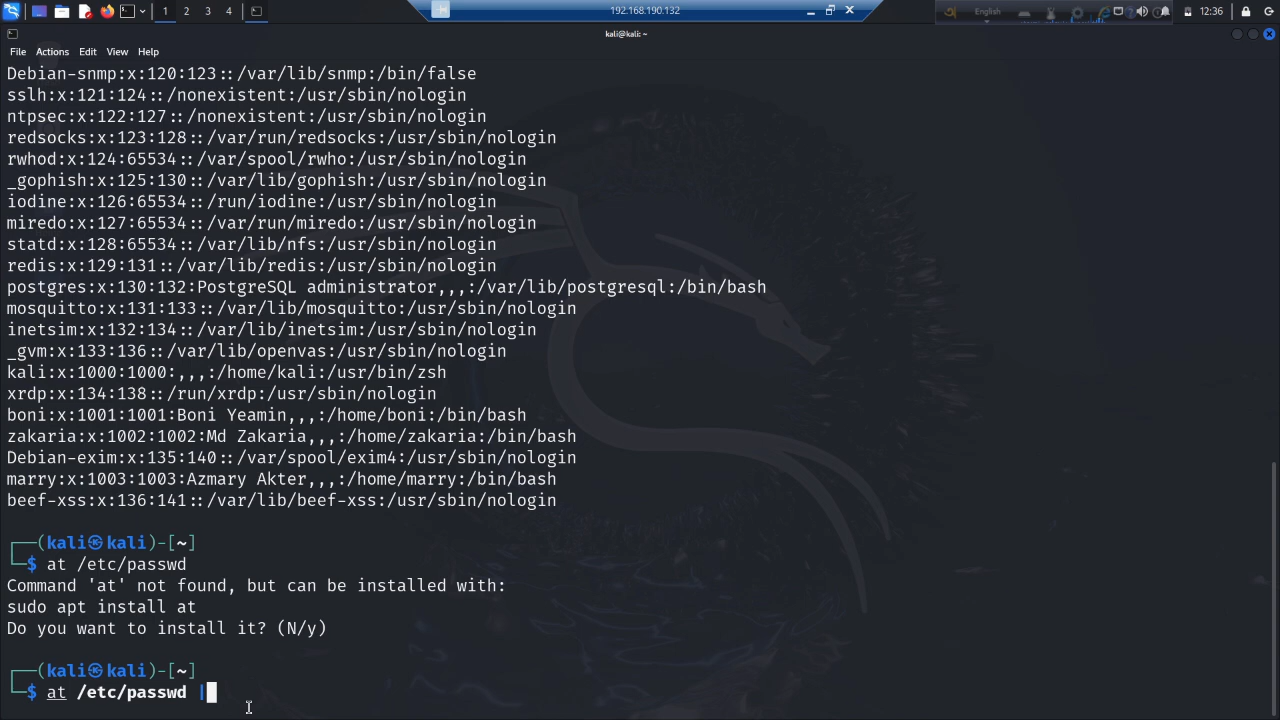 1 2 3 4
192.168.190.132
English
12:36
kali@kali: ~
File Actions Edit View Help
Debian-snmp:x:120:123::/var/lib/snmp:/bin/false
sslh:x:121:124::/nonexistent:/usr/sbin/nologin
ntpsec:x:122:127::/nonexistent:/usr/sbin/nologin
redsocks:x:123:128::/var/run/redsocks:/usr/sbin/nologin
rwhod:x:124:65534::/var/spool/rwho:/usr/sbin/nologin
_gophish:x:125:130::/var/lib/gophish:/usr/sbin/nologin
iodine:x:126:65534::/run/iodine:/usr/sbin/nologin
miredo:x:127:65534::/var/run/miredo:/usr/sbin/nologin
statd:x:128:65534::/var/lib/nfs:/usr/sbin/nologin
redis:x:129:131::/var/lib/redis:/usr/sbin/nologin
postgres:x:130:132:PostgreSQL administrator,,,:/var/lib/postgresql:/bin/bash
mosquitto:x:131:133::/var/lib/mosquitto:/usr/sbin/nologin
inetsim:x:132:134::/var/lib/inetsim:/usr/sbin/nologin
_gvm:x:133:136::/var/lib/openvas:/usr/sbin/nologin
kali:x:1000:1000:,,,:/home/kali:/usr/bin/zsh
xrdp:x:134:138::/run/xrdp:/usr/sbin/nologin
boni:x:1001:1001:Boni Yeamin,,,:/home/boni:/bin/bash
zakaria:x:1002:1002:Md Zakaria,,,:/home/zakaria:/bin/bash
Debian-exim:x:135:140::/var/spool/exim4:/usr/sbin/nologin
marry:x:1003:1003:Azmary Akter,,,:/home/marry:/bin/bash
beef-xss:x:136:141::/var/lib/beef-xss:/usr/sbin/nologin
┌──(kali㉿kali)-[~]
└─$ at /etc/passwd
Command 'at' not found, but can be installed with:
sudo apt install at
Do you want to install it? (N/y)
┌──(kali㉿kali)-[~]
└─$ at /etc/passwd |